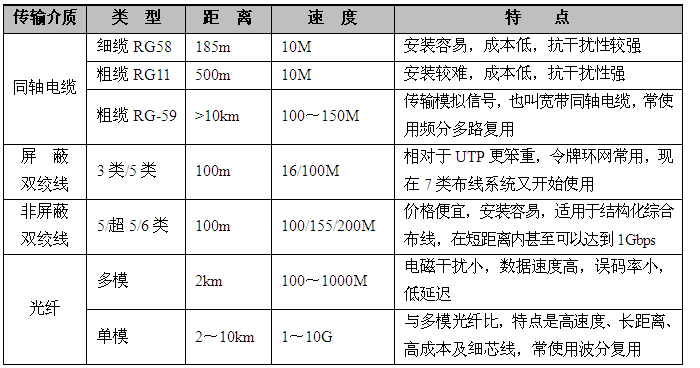 传输介质 类 型 距 离 速 度 特 点
同轴电缆
细缆 RG58 185m 10M 安装容易，成本低，抗干扰性较强
粗缆 RG11 500m 10M 安装较难，成本低，抗干扰性强
粗缆 RG-59 >10km 100～150M 传输模拟信号，也叫宽带同轴电缆，常使
用频分多路复用
屏 蔽
双绞线
3 类/5 类 100m 16/100M 相对于 UTP 更笨重，令牌环网常用，现
在 7 类布线系统又开始使用
非屏蔽
双绞线
5/超 5/6 类 100m 100/155/200M 价格便宜，安装容易，适用于结构化综合
布线，在短距离内甚至可以达到 1Gbps
光纤
多模 2km 100～1000M 电磁干扰小，数据速度高，误码率小，
低延迟
单模 2～10km 1～10G 与多模光纤比，特点是高速度、长距离、
高成本及细芯线，常使用波分复用